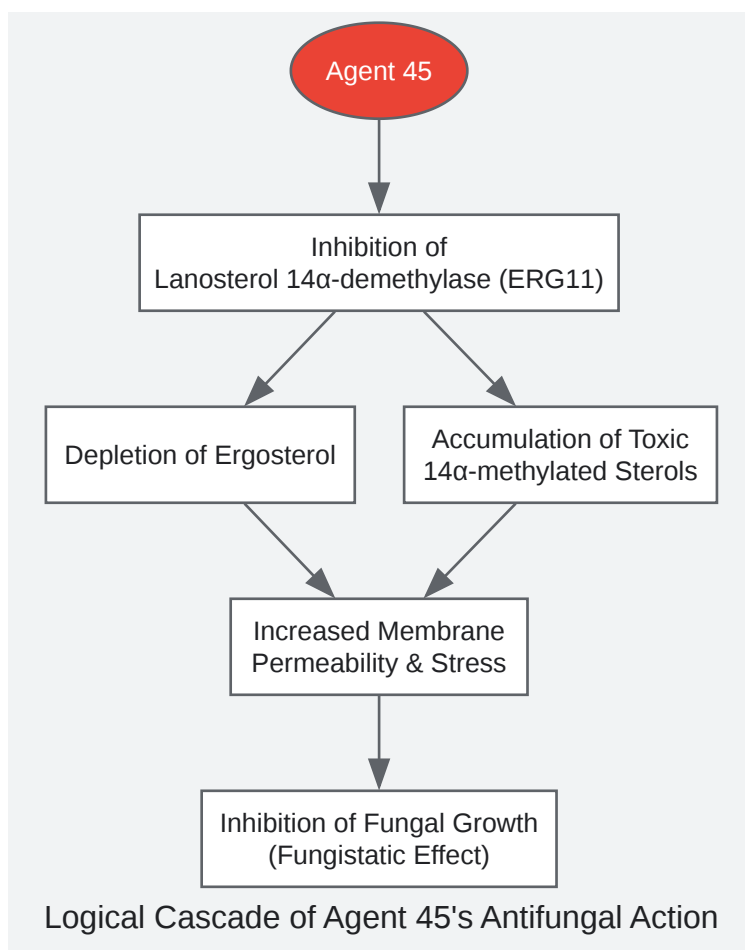 Agent 45
Inhibition of
Lanosterol 14α-demethylase (ERG11)
Depletion of Ergosterol
Accumulation of Toxic
14α-methylated Sterols
Increased Membrane
Permeability & Stress
Inhibition of Fungal Growth
(Fungistatic Effect)
Logical Cascade of Agent 45's Antifungal Action